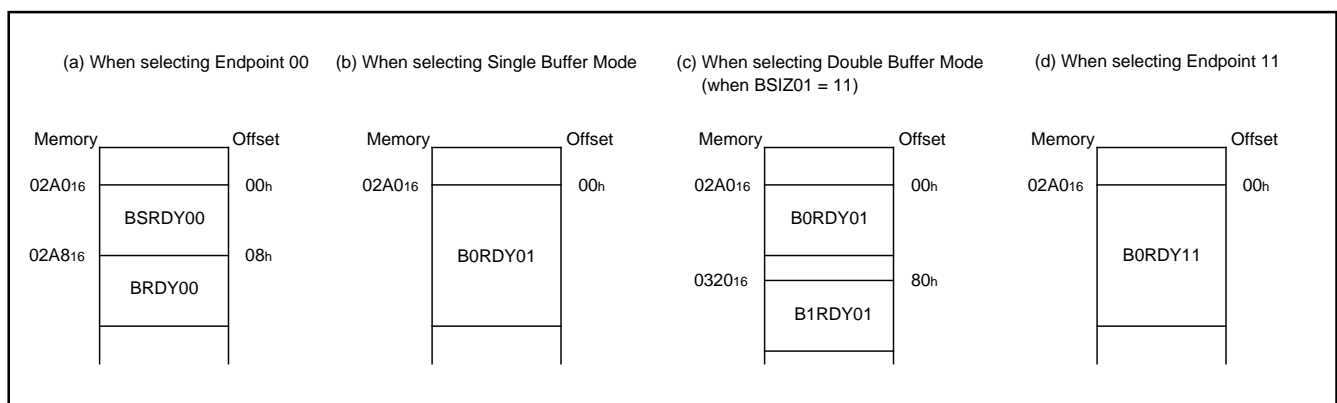 (a) When selecting Endpoint 00
Memory
Offset
02A016
00h
BSRDY00
02A816
08h
BRDY00
(b) When selecting Single Buffer Mode
Memory
Offset
02A016
00h
B0RDY01
(c) When selecting Double Buffer Mode
(when BSIZ01 = 11)
Memory
Offset
02A016
00h
B0RDY01
032016
80h
B1RDY01
(d) When selecting Endpoint 11
Memory
Offset
02A016
00h
B0RDY11